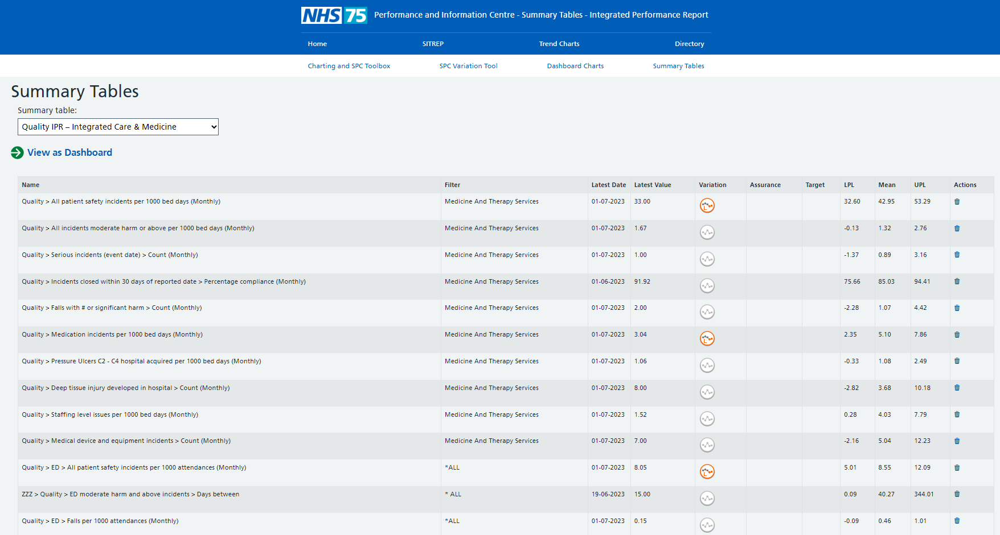 NHS 75 Performance and Information Centre - Summary Tables - Integrated Performance Report
Home SITREP Trend Charts Directory
Charting and SPC Toolbox SPC Variation Tool Dashboard Charts Summary Tables
Summary Tables
Summary table:
Quality IPR – Integrated Care & Medicine
View as Dashboard
Name Filter Latest Date Latest Value Variation Assurance Target LPL Mean UPL Actions
Quality > All patient safety incidents per 1000 bed days (Monthly) Medicine And Therapy Services 01-07-2023 33.00 L 32.60 42.95 53.29
Quality > All incidents moderate harm or above per 1000 bed days (Monthly) Medicine And Therapy Services 01-07-2023 1.67 -0.13 1.32 2.76
Quality > Serious incidents (event date) > Count (Monthly) Medicine And Therapy Services 01-07-2023 1.00 -1.37 0.89 3.16
Quality > Incidents closed within 30 days of reported date > Percentage compliance (Monthly) Medicine And Therapy Services 01-06-2023 91.92 75.66 85.03 94.41
Quality > Falls with # or significant harm > Count (Monthly) Medicine And Therapy Services 01-07-2023 2.00 -2.28 1.07 4.42
Quality > Medication incidents per 1000 bed days (Monthly) Medicine And Therapy Services 01-07-2023 3.04 L 2.35 5.10 7.86
Quality > Pressure Ulcers C2 - C4 hospital acquired per 1000 bed days (Monthly) Medicine And Therapy Services 01-07-2023 1.06 -0.33 1.08 2.49
Quality > Deep tissue injury developed in hospital > Count (Monthly) Medicine And Therapy Services 01-07-2023 8.00 -2.82 3.68 10.18
Quality > Staffing level issues per 1000 bed days (Monthly) Medicine And Therapy Services 01-07-2023 1.52 0.28 4.03 7.79
Quality > Medical device and equipment incidents > Count (Monthly) Medicine And Therapy Services 01-07-2023 7.00 -2.16 5.04 12.23
Quality > ED > All patient safety incidents per 1000 attendances (Monthly) *ALL 01-07-2023 8.05 L 5.01 8.55 12.09
ZZZ > Quality > ED moderate harm and above incidents > Days between * ALL 19-06-2023 15.00 0.09 40.27 344.01
Quality > ED > Falls per 1000 attendances (Monthly) *ALL 01-07-2023 0.15 -0.09 0.46 1.01